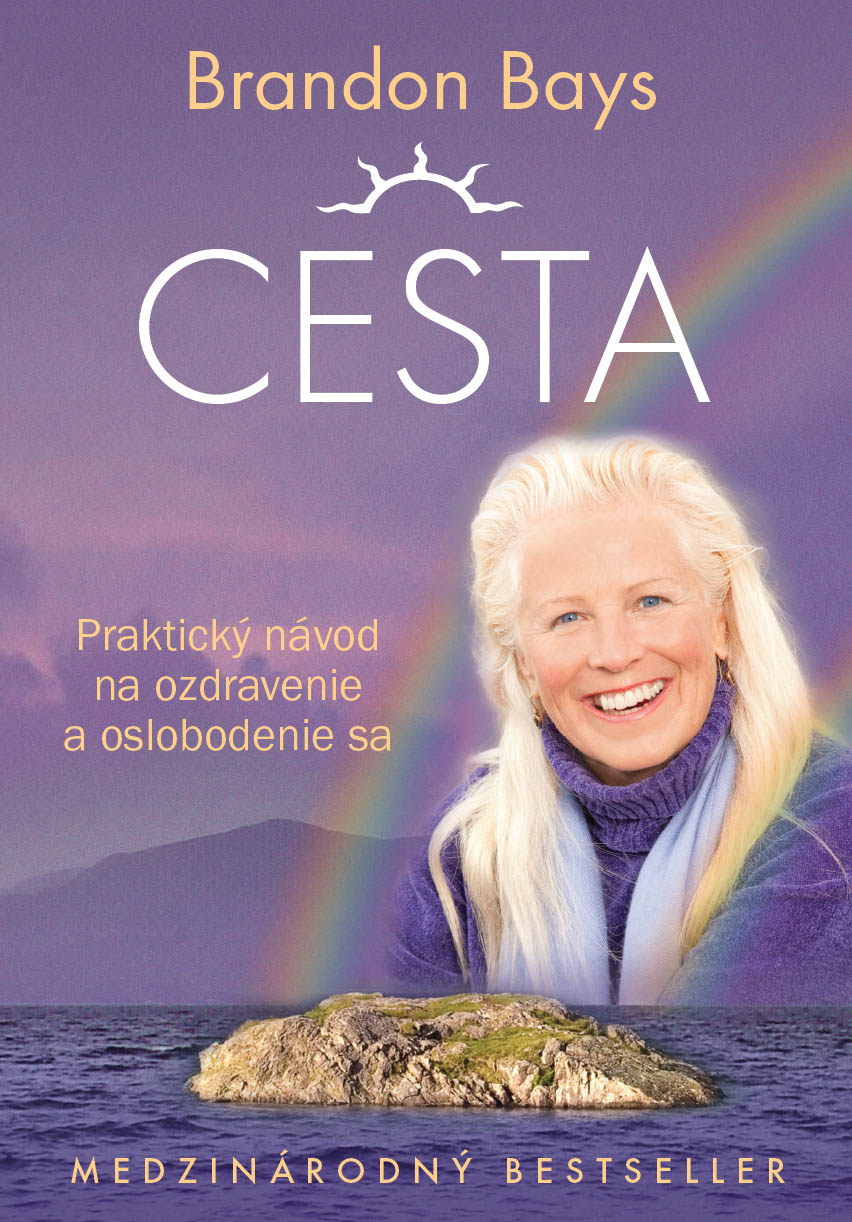 Brandon Bays
CESTA
Praktický návod
na ozdravenie
a oslobodenie sa
MEDZINÁRODNÝ BESTSELLER